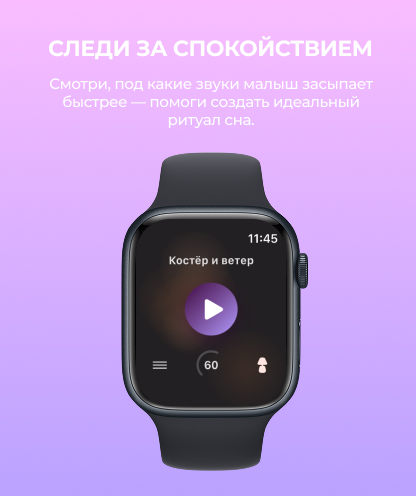 СЛЕДИ ЗА СПОКОЙСТВИЕМ
Смотри, под какие звуки малыш засыпает
быстрее — помоги создать идеальный
ритуал сна.
11:45
Костёр и ветер
60